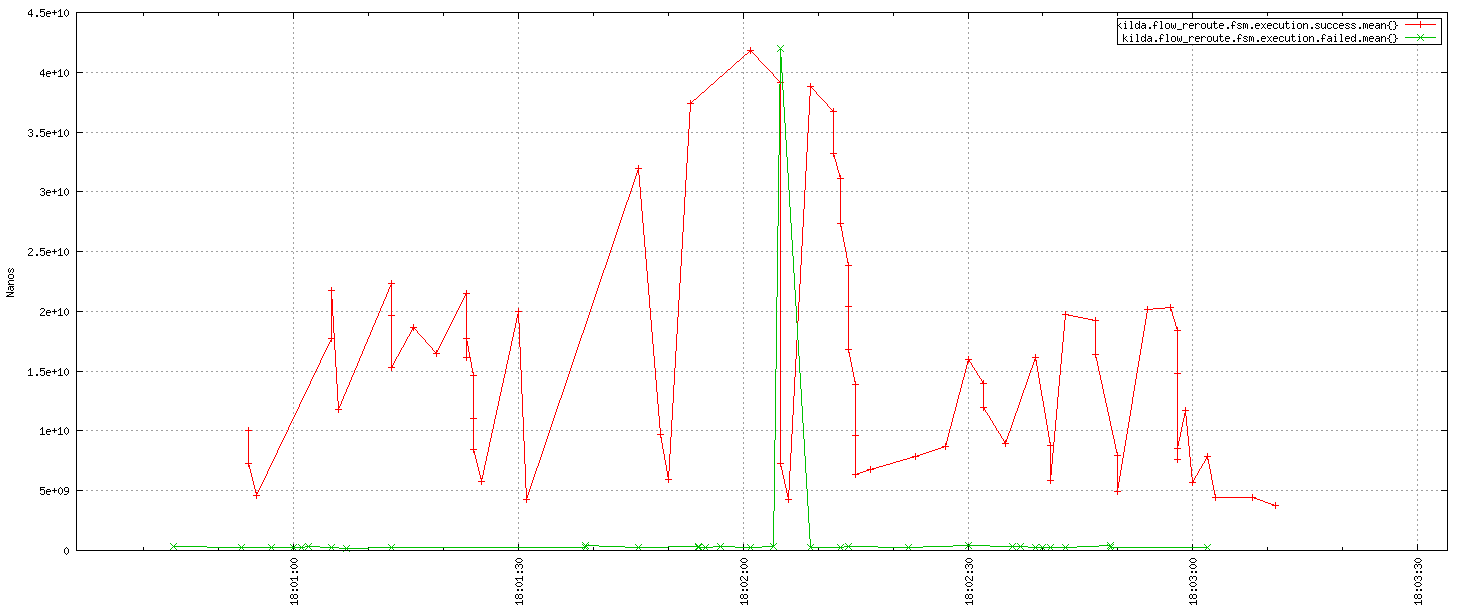 4.5e+10
kilda.flow_reroute.fsm.execution.success.mean{}
kilda.flow_reroute.fsm.execution.failed.mean{}
4e+10
3.5e+10
3e+10
2.5e+10
2e+10
1.5e+10
1e+10
5e+09
0
Nanos
18:01:00
18:01:30
18:02:00
18:02:30
18:03:00
18:03:30